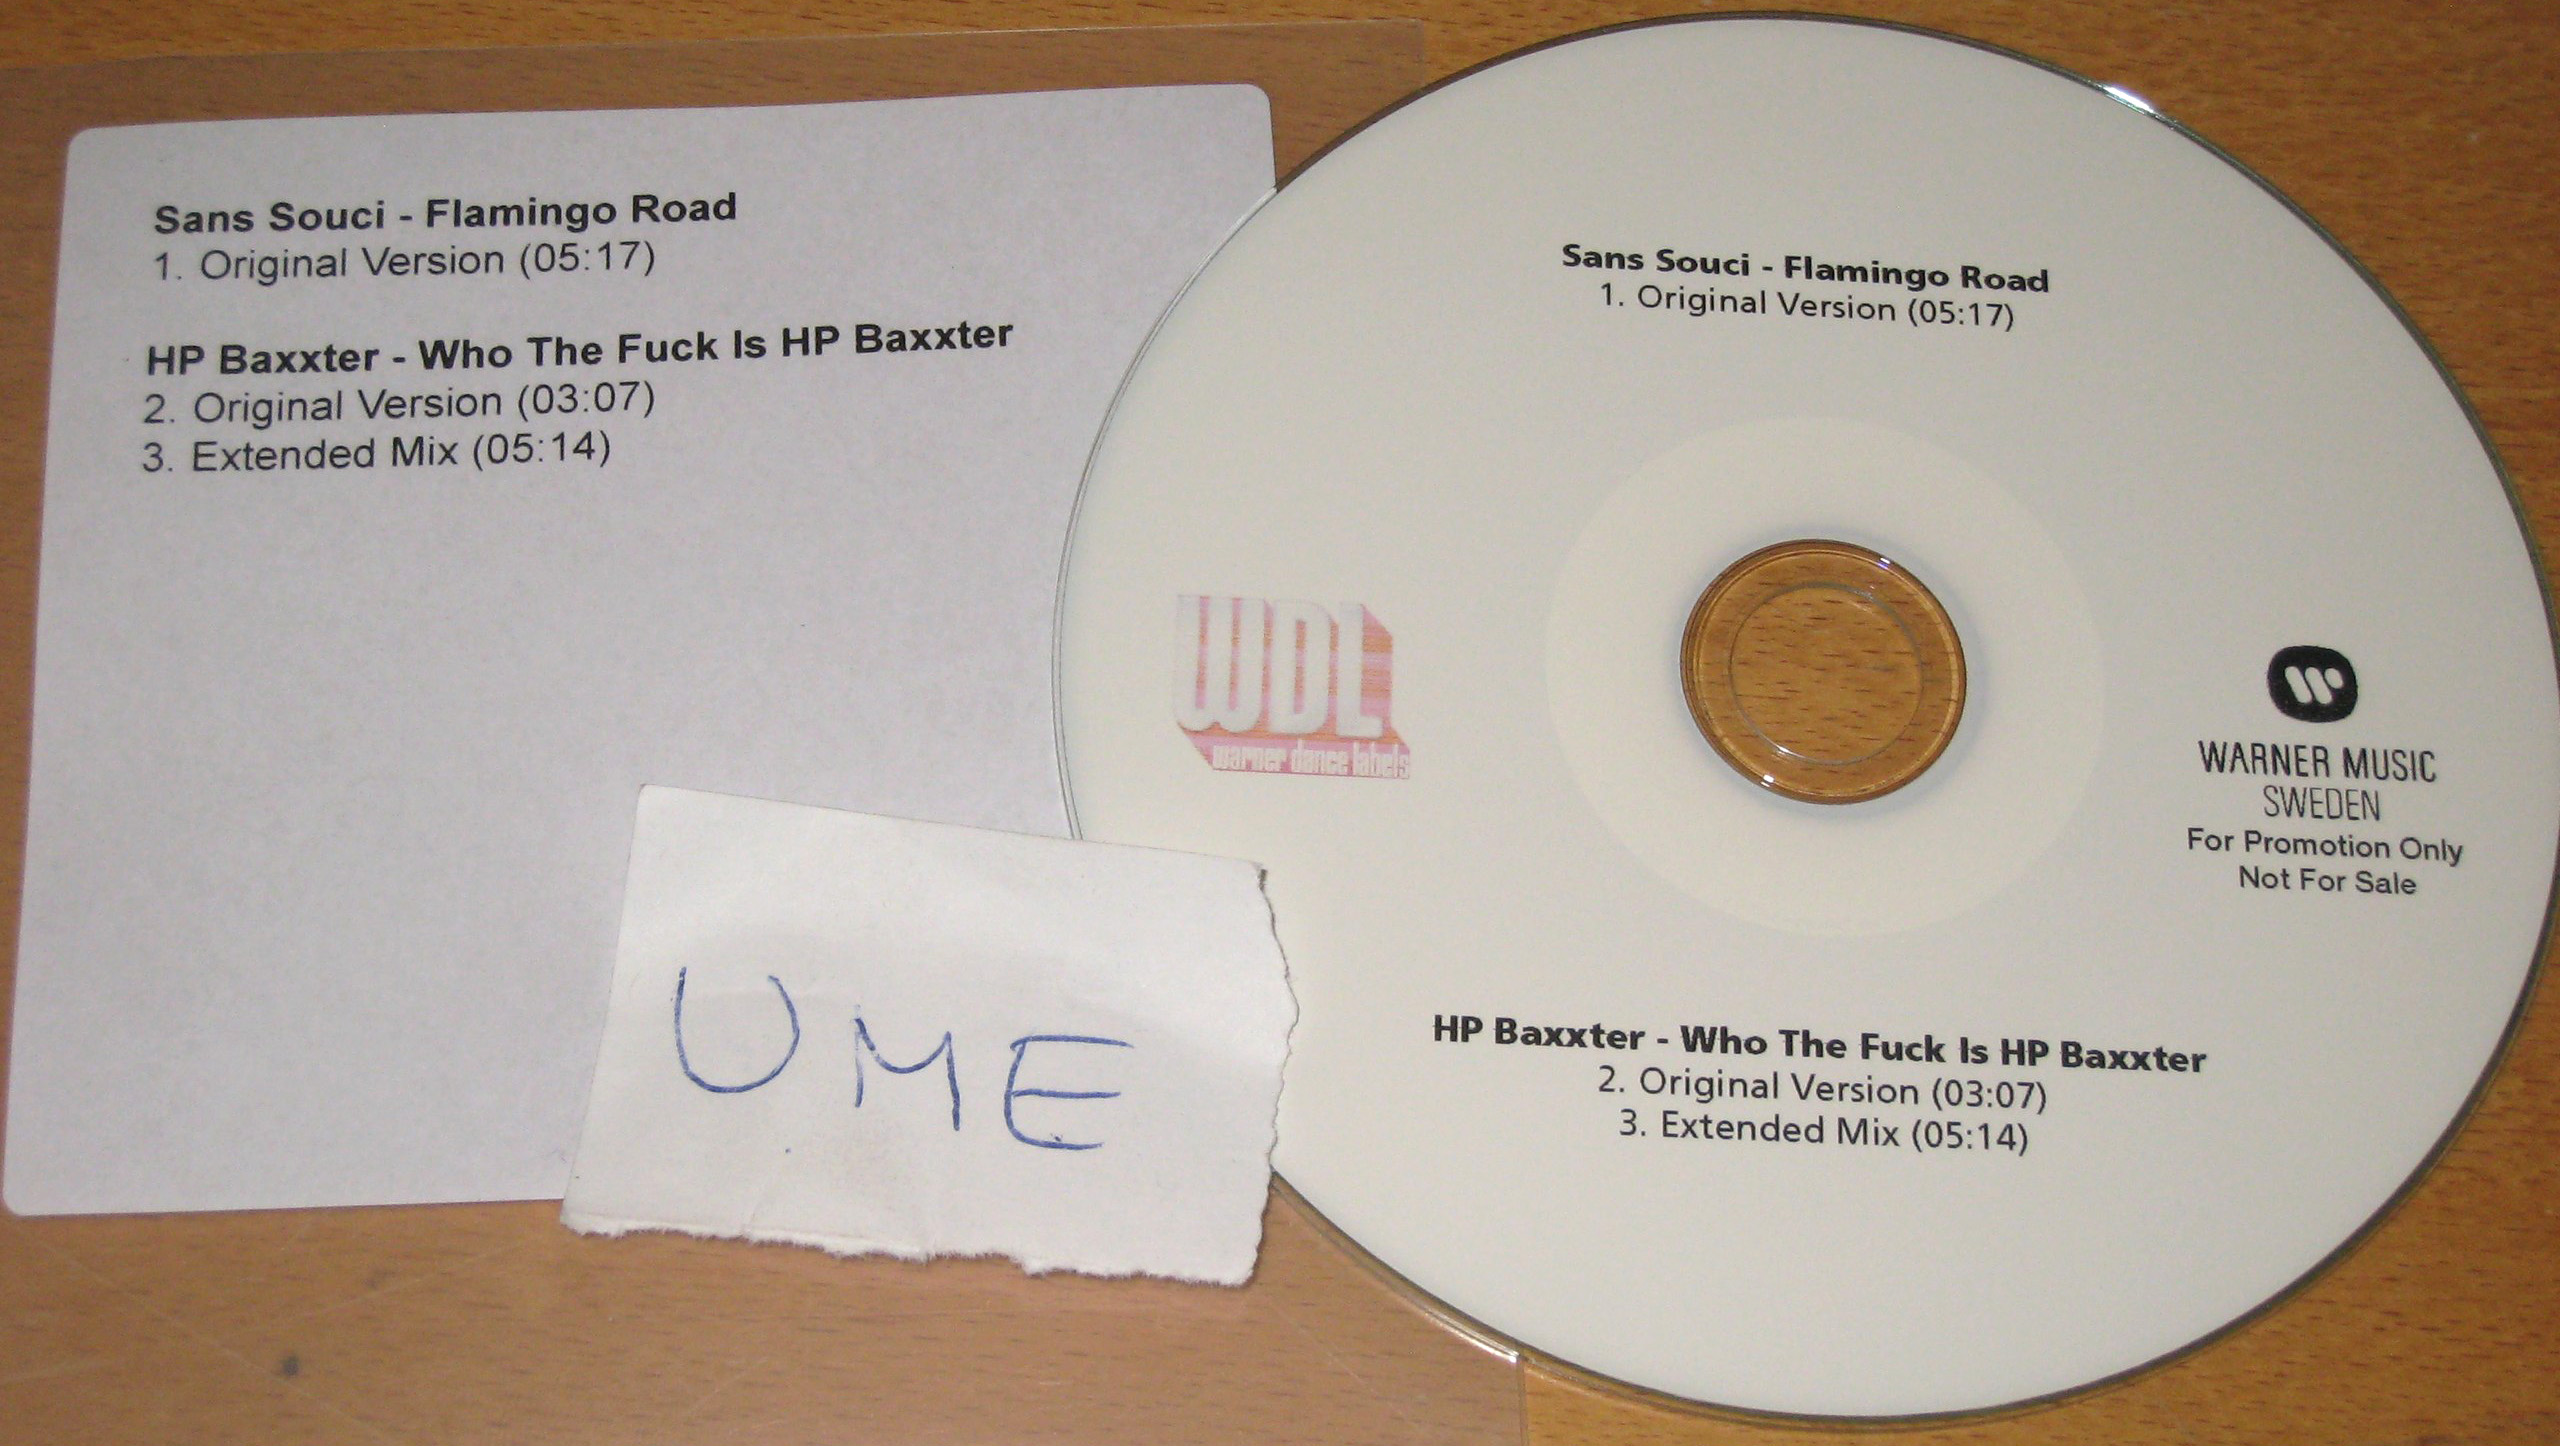 Sans Souci - Flamingo Road
1. Original Version (05:17)
HP Baxxter - Who The Fuck Is HP Baxxter
2. Original Version (03:07)
3. Extended Mix (05:14)
UME
Sans Souci - Flamingo Road
1. Original Version (05:17)
WDL
warner dance labels
WARNER MUSIC
SWEDEN
For Promotion Only
Not For Sale
HP Baxxter - Who The Fuck Is HP Baxxter
2. Original Version (03:07)
3. Extended Mix (05:14)